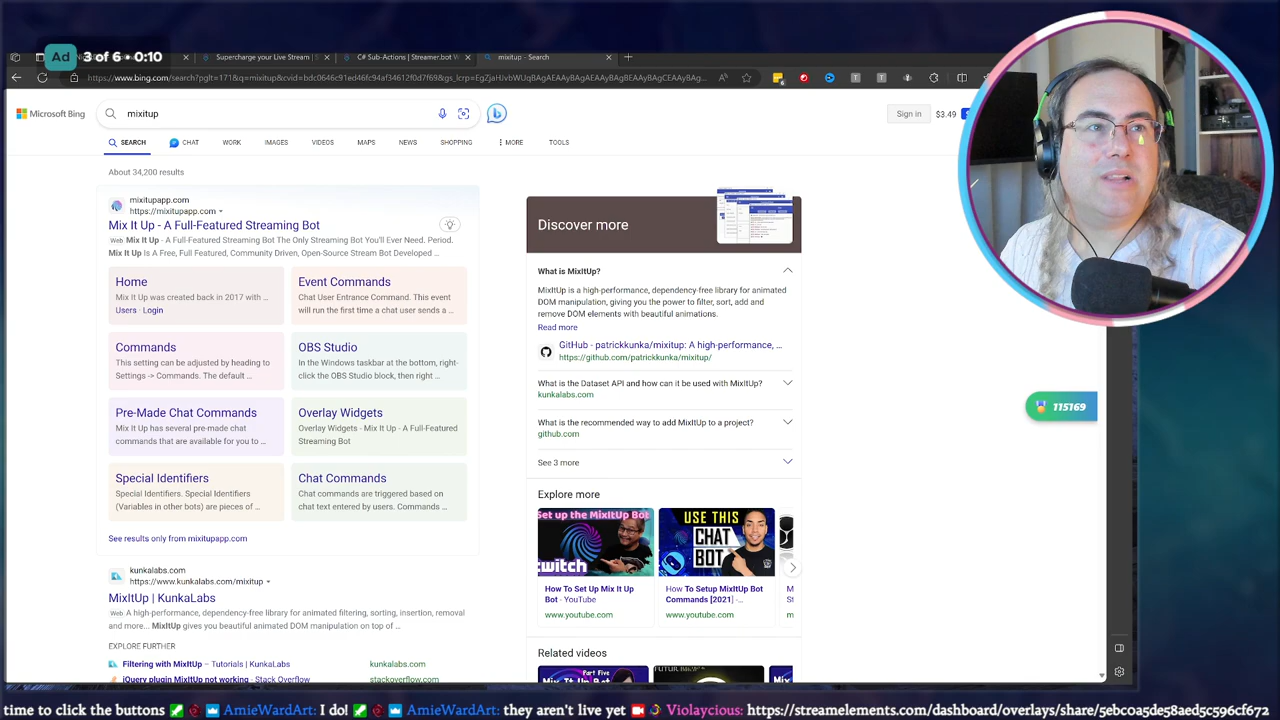 Ad 3 of 6 • 0:10
Supercharge your Live Stream |
C# Sub-Actions | Streamer.bot
mixitup - Search
Microsoft Bing
mixitup
Sign in
$3.49
SEARCH
CHAT
WORK
IMAGES
VIDEOS
MAPS
NEWS
SHOPPING
MORE
TOOLS
About 34,200 results
mixitupapp.com
https://mixitupapp.com
Mix It Up - A Full-Featured Streaming Bot
Web Mix It Up - A Full-Featured Streaming Bot The Only Streaming Bot You'll Ever Need. Period.
Mix It Up Is A Free, Full Featured, Community Driven, Open-Source Stream Bot Developed ...
Home
Mix It Up was created back in 2017 with ...
Users · Login
Event Commands
Chat User Entrance Command. This event
will run the first time a chat user sends a ...
Commands
This setting can be adjusted by heading to
Settings -> Commands. The default ...
OBS Studio
In the Windows taskbar at the bottom, right-
click the OBS Studio block, then right ...
Pre-Made Chat Commands
Mix It Up has several pre-made chat
commands that are available for you to ...
Overlay Widgets
Overlay Widgets - Mix It Up - A Full-Featured
Streaming Bot
Special Identifiers
Special Identifiers. Special Identifiers
(Variables in other bots) are pieces of ...
Chat Commands
Chat commands are triggered based on
chat text entered by users. Commands ...
See results only from mixitupapp.com
kunkalabs.com
https://www.kunkalabs.com/mixitup
MixItUp | KunkaLabs
Web A high-performance, dependency-free library for animated filtering, sorting, insertion, removal
and more... MixItUp gives you beautiful animated DOM manipulation on top of ...
EXPLORE FURTHER
Filtering with MixItUp – Tutorials | KunkaLabs
kunkalabs.com
jQuery plugin MixItUp not working - Stack Overflow
stackoverflow.com
Discover more
What is MixItUp?
MixItUp is a high-performance, dependency-free library for animated
DOM manipulation, giving you the power to filter, sort, add and
remove DOM elements with beautiful animations.
Read more
GitHub - patrickkunka/mixitup: A high-performance, ...
https://github.com/patrickkunka/mixitup/
What is the Dataset API and how can it be used with MixItUp?
kunkalabs.com
What is the recommended way to add MixItUp to a project?
github.com
See 3 more
Explore more
Set up the MixItUp Bot
witch
USE THIS
CHAT
BOT
How To Set Up Mix It Up
Bot - YouTube
www.youtube.com
How To Setup MixItUp Bot
Commands [2021] -...
www.youtube.com
Related videos
Part Five
115169
time to click the buttons
AmieWardArt: I do!
AmieWardArt: they aren't live yet
Violaycious: https://streamelements.com/dashboard/overlays/share/5ebc0a5de58aed5c596cf672